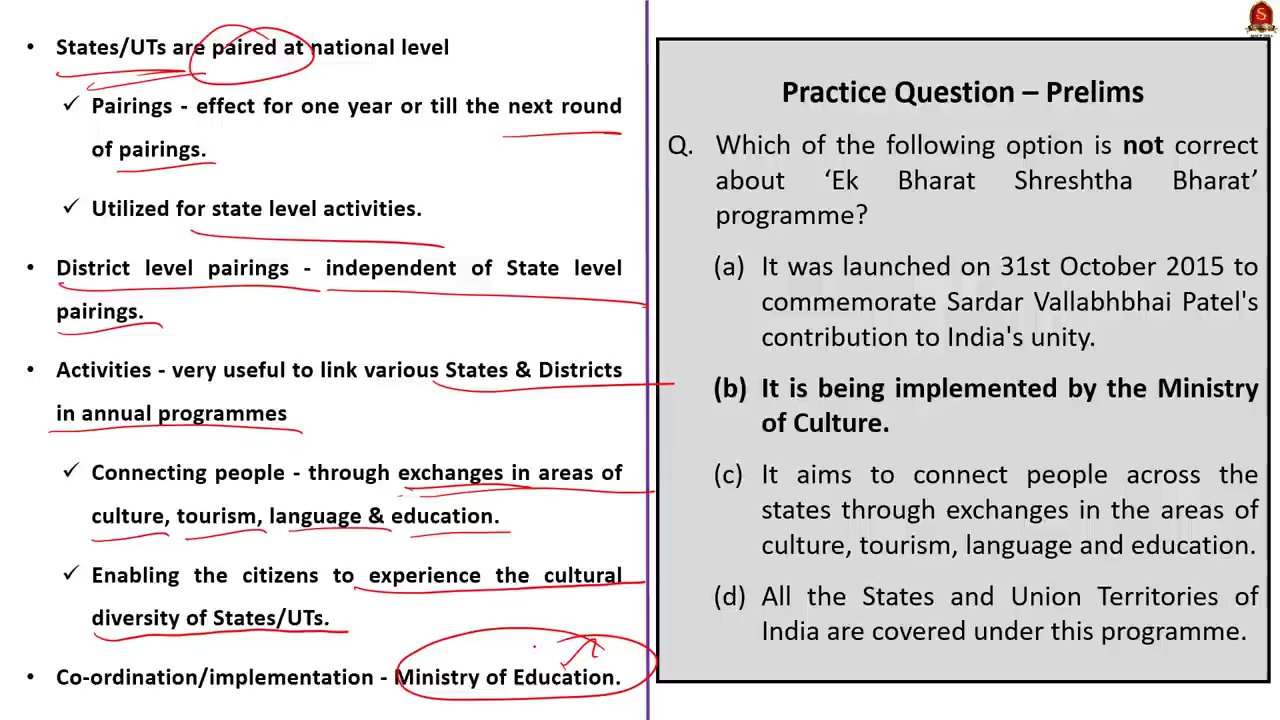 • States/UTs are paired at national level
✓ Pairings - effect for one year or till the next round
of pairings.
✓ Utilized for state level activities.
• District level pairings - independent of State level
pairings.
• Activities - very useful to link various States & Districts
in annual programmes
✓ Connecting people - through exchanges in areas of
culture, tourism, language & education.
✓ Enabling the citizens to experience the cultural
diversity of States/UTs.
• Co-ordination/implementation - Ministry of Education.
Practice Question – Prelims
Q. Which of the following option is not correct
about ‘Ek Bharat Shreshtha Bharat’
programme?
(a) It was launched on 31st October 2015 to
commemorate Sardar Vallabhbhai Patel's
contribution to India's unity.
(b) It is being implemented by the Ministry
of Culture.
(c) It aims to connect people across the
states through exchanges in the areas of
culture, tourism, language and education.
(d) All the States and Union Territories of
India are covered under this programme.